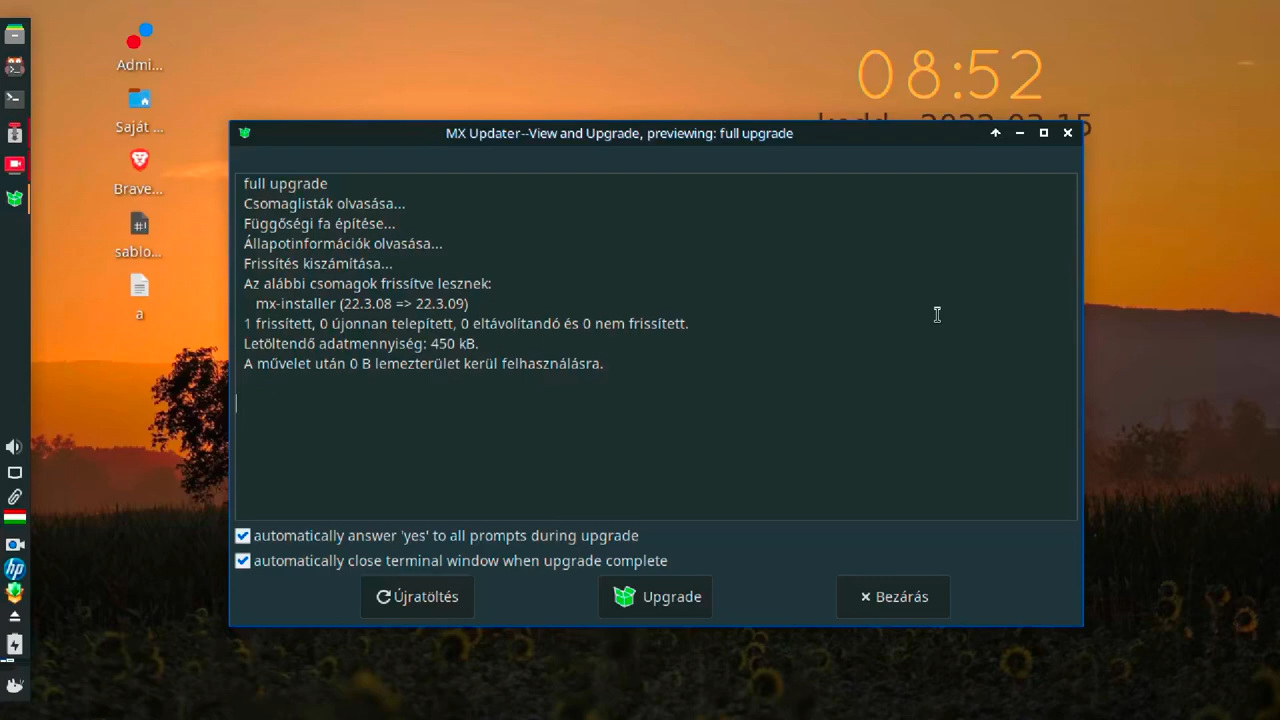 Admi...
Saját ...
Brave...
#!
sablo...
a
08:52
MX Updater--View and Upgrade, previewing: full upgrade
full upgrade
Csomaglisták olvasása...
Függőségi fa építése...
Állapotinformációk olvasása...
Frissítés kiszámítása...
Az alábbi csomagok frissítve lesznek:
mx-installer (22.3.08 => 22.3.09)
1 frissített, 0 újonnan telepített, 0 eltávolítandó és 0 nem frissített.
Letöltendő adatmennyiség: 450 kB.
A művelet után 0 B lemezterület kerül felhasználásra.
automatically answer 'yes' to all prompts during upgrade
automatically close terminal window when upgrade complete
Újratöltés
Upgrade
Bezárás
hp